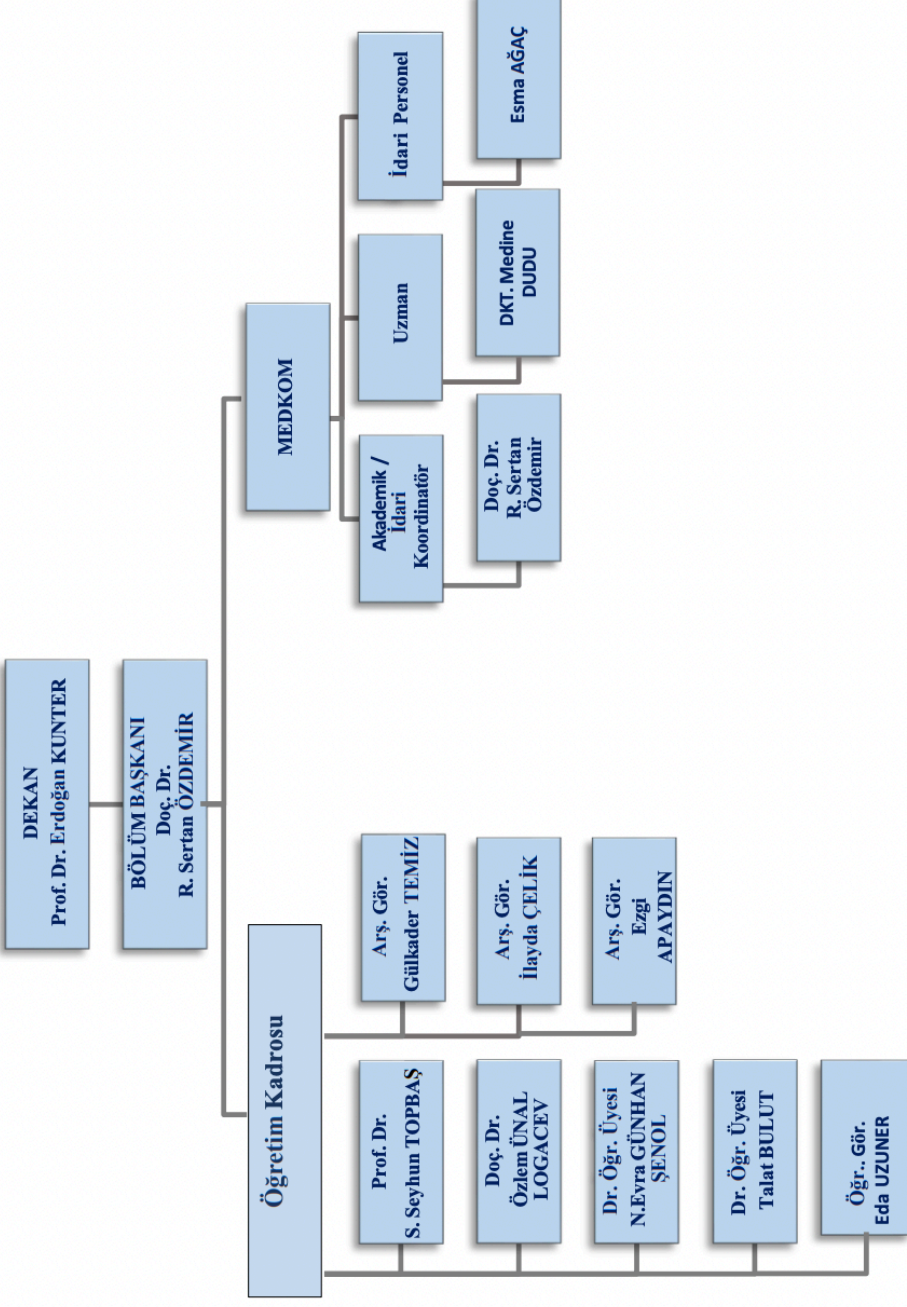 DEKAN
Prof. Dr. Erdoğan KUNTER
BÖLÜM BAŞKANI
Doç. Dr.
R. Sertan ÖZDEMİR
Öğretim Kadrosu
Prof. Dr.
S. Seyhun TOPBAŞ
Doç. Dr.
Özlem ÜNAL
LOGACEV
Dr. Öğr. Üyesi
N.Evra GÜNHAN
ŞENOL
Dr. Öğr. Üyesi
Talat BULUT
Öğr.. Gör.
Eda UZUNER
Arş. Gör.
Gülkader TEMİZ
Arş. Gör.
İlayda ÇELİK
Arş. Gör.
Ezgi
APAYDIN
MEDKOM
Akademik /
İdari
Koordinatör
Doç. Dr.
R. Sertan
Özdemir
Uzman
DKT. Medine
DUDU
İdari Personel
Esma AĞAÇ